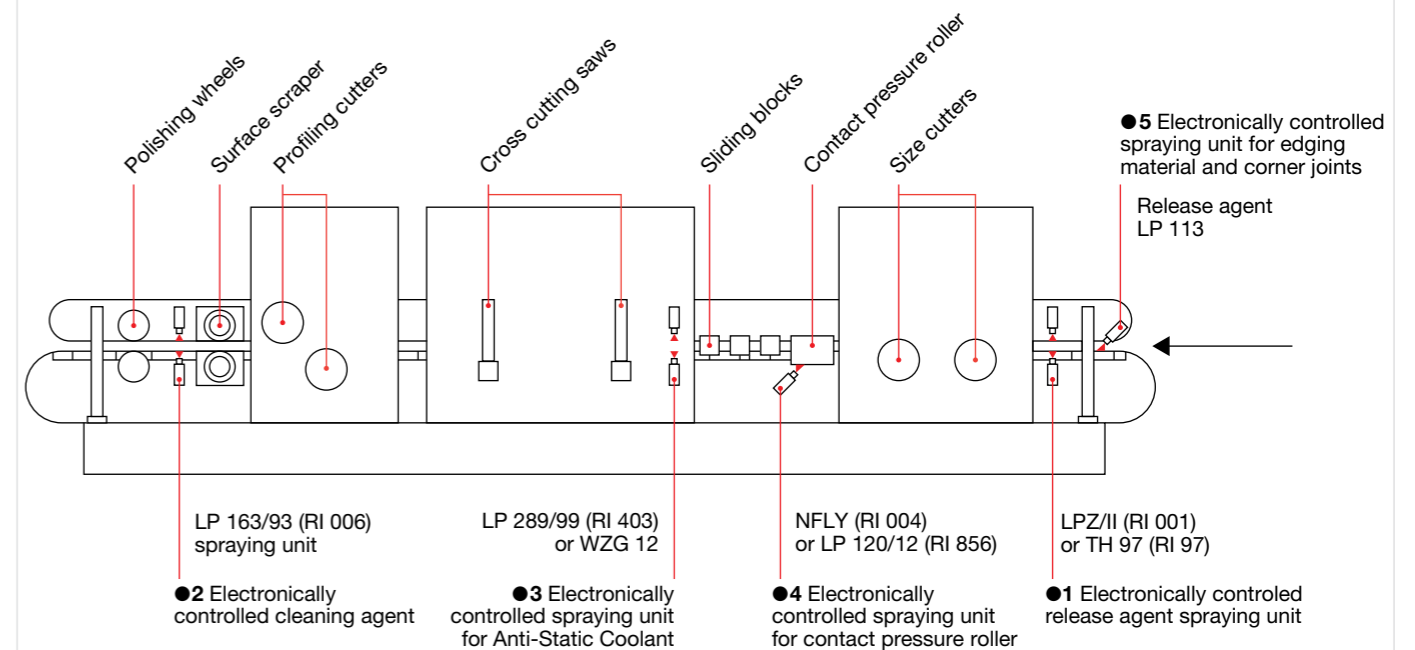 Polishing wheels
Surface scraper
Profiling cutters
Cross cutting saws
Sliding blocks
Contact pressure roller
Size cutters
●5 Electronically controlled
spraying unit for edging
material and corner joints
Release agent
LP 113
LP 163/93 (RI 006)
spraying unit
●2 Electronically
controlled cleaning agent
LP 289/99 (RI 403)
or WZG 12
●3 Electronically
controlled spraying unit
for Anti-Static Coolant
NFLY (RI 004)
or LP 120/12 (RI 856)
●4 Electronically
controlled spraying unit
for contact pressure roller
LPZ/II (RI 001)
or TH 97 (RI 97)
●1 Electronically controled
release agent spraying unit